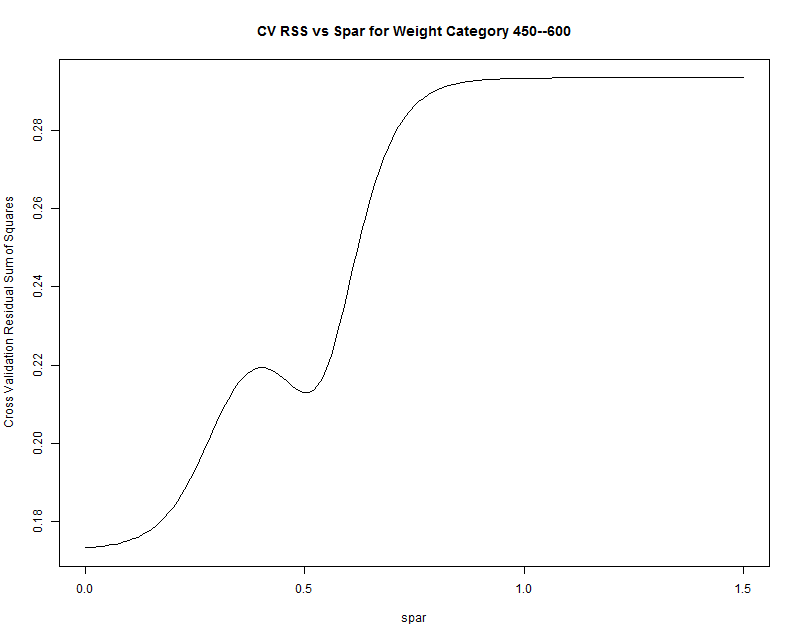 CV RSS vs Spar for Weight Category 450--600
Cross Validation Residual Sum of Squares
0.28
0.26
0.24
0.22
0.20
0.18
0.0 0.5 1.0 1.5
spar